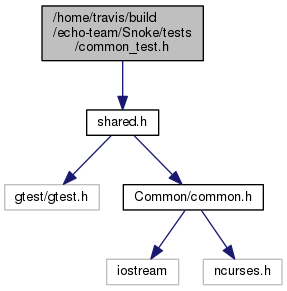 /home/travis/build
/echo-team/Snoke/tests
/common_test.h
shared.h
gtest/gtest.h
Common/common.h
iostream
ncurses.h